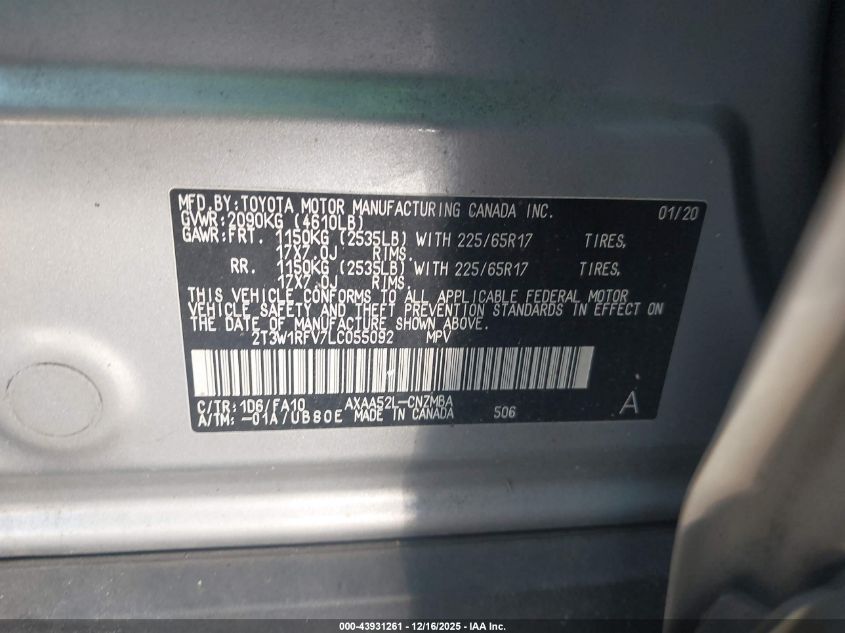 MFD.BY:TOYOTA MOTOR MANUFACTURING CANADA INC. 01/20
GVWR:2090KG (4610LB)
GAWR:FRT. 1150KG (2535LB) WITH 225/65R17 TIRES,
17X7.0J RIMS.
RR. 1150KG (2535LB) WITH 225/65R17 TIRES,
17X7.0J RIMS.
THIS VEHICLE CONFORMS TO ALL APPLICABLE FEDERAL MOTOR
VEHICLE SAFETY AND THEFT PREVENTION STANDARDS IN EFFECT ON
THE DATE OF MANUFACTURE SHOWN ABOVE.
2T3W1RFV7LC055092 MPV
C/TR:1D6/FA10 AXAA52L-CNZMBA
A/TM:-01A/UB80E MADE IN CANADA 506 A
000-43931261 - 12/16/2025 - IAA Inc.